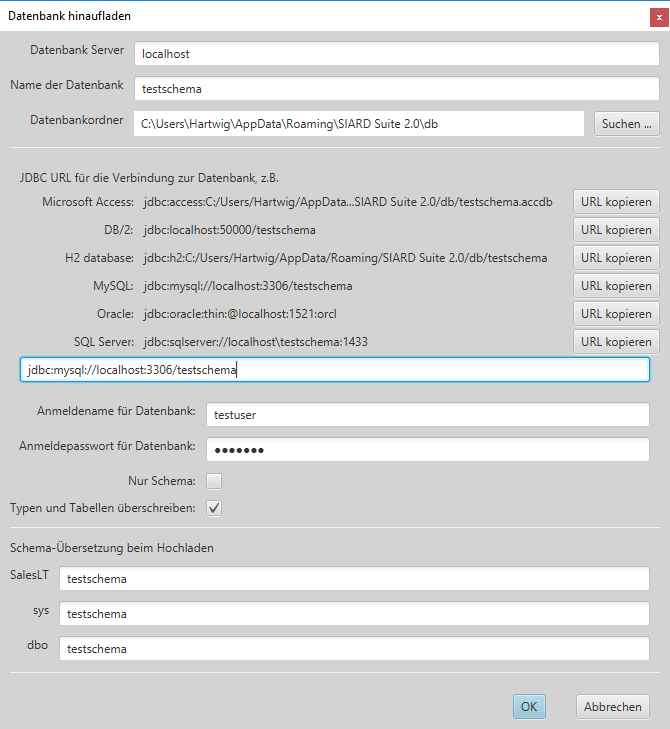 Datenbank hinaufladen
x
Datenbank Server localhost
Name der Datenbank testschema
Datenbankordner C:\Users\Hartwig\AppData\Roaming\SIARD Suite 2.0\db Suchen ...
JDBC URL für die Verbindung zur Datenbank, z.B.
Microsoft Access: jdbc:access:C:/Users/Hartwig/AppData...SIARD Suite 2.0/db/testschema.accdb URL kopieren
DB/2: jdbc:localhost:50000/testschema URL kopieren
H2 database: jdbc:h2:C:/Users/Hartwig/AppData/Roaming/SIARD Suite 2.0/db/testschema URL kopieren
MySQL: jdbc:mysql://localhost:3306/testschema URL kopieren
Oracle: jdbc:oracle:thin:@localhost:1521:orcl URL kopieren
SQL Server: jdbc:sqlserver://localhost\testschema:1433 URL kopieren
jdbc:mysql://localhost:3306/testschema
Anmeldename für Datenbank: testuser
Anmeldepasswort für Datenbank: •••••••
Nur Schema:
Typen und Tabellen überschreiben: ✓
Schema-Übersetzung beim Hochladen
SalesLT testschema
sys testschema
dbo testschema
OK Abbrechen